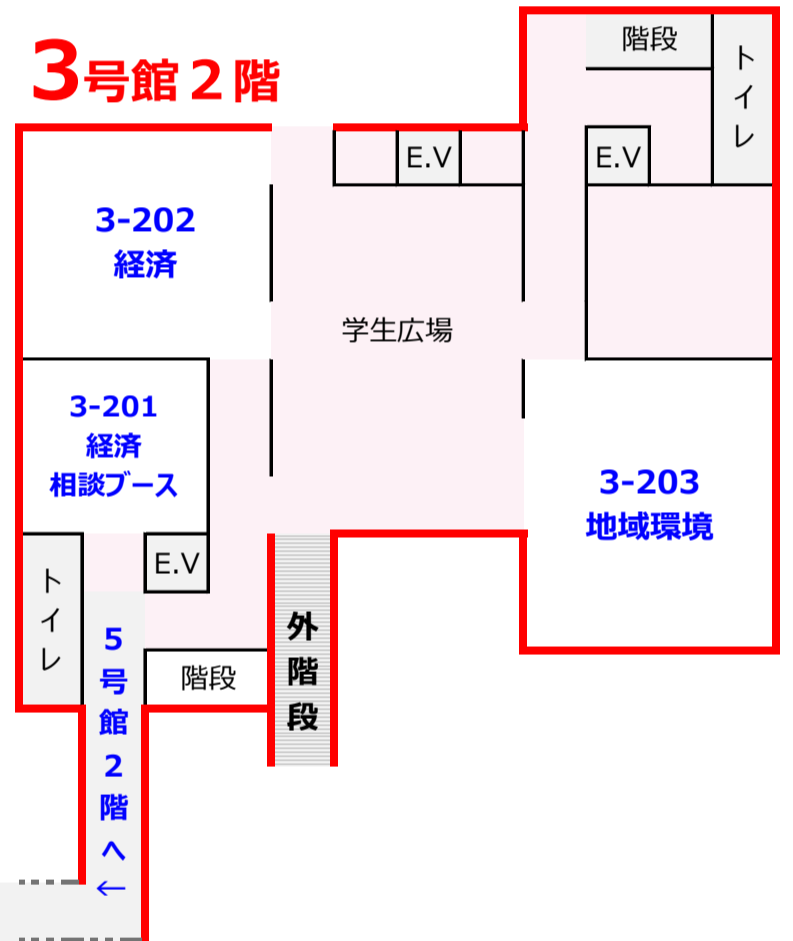 3号館２階
階段
トイレ
E.V
E.V
3-202
経済
学生広場
3-201
経済
相談ブース
3-203
地域環境
トイレ
E.V
階段
外階段
5号館2階へ←